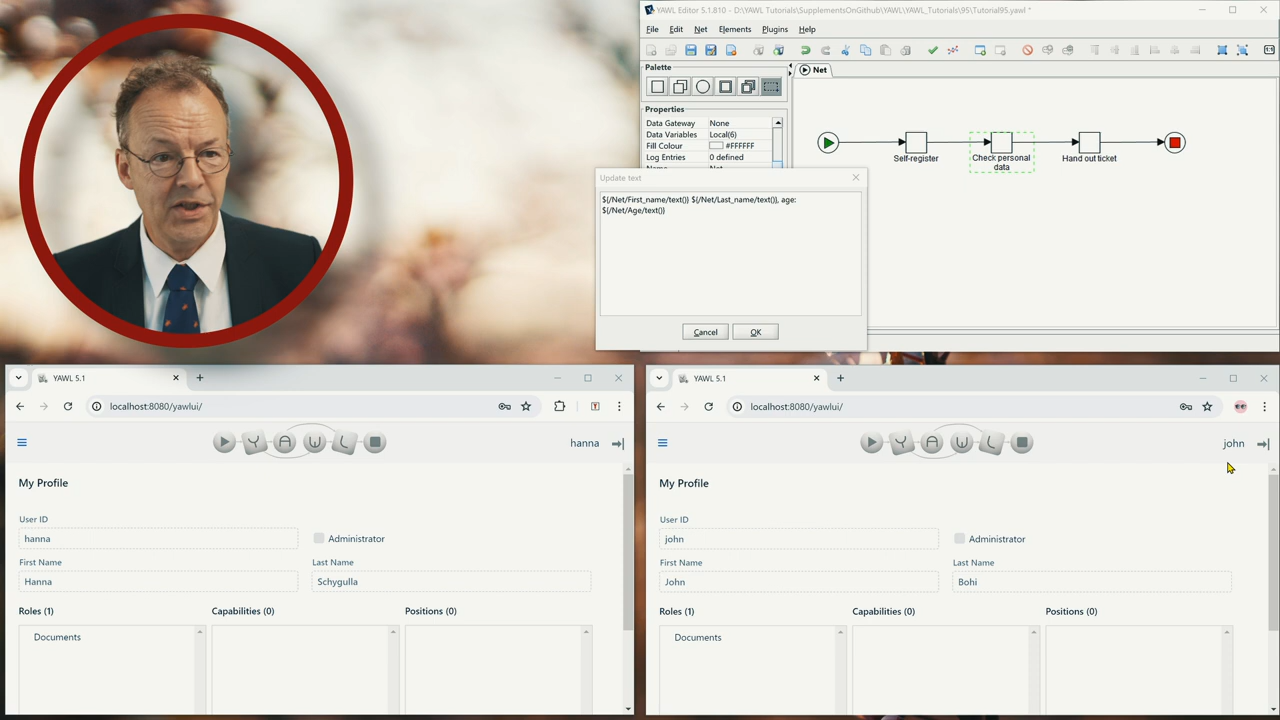 YAWL Editor 5.1.810 - D:\YAWL Tutorials\SupplementsOnGithub\YAWL\YAWL_Tutorials\95\Tutorial95.yawl *
File Edit Net Elements Plugins Help
Palette
Net
Properties
Data Gateway None
Data Variables Local(6)
Fill Colour #FFFFFF
Log Entries 0 defined
Self-register
Check personal
data
Hand out ticket
Update text
${/Net/First_name/text()} ${/Net/Last_name/text()}, age:
${/Net/Age/text()}
Cancel OK
YAWL 5.1
localhost:8080/yawlui/
Y A W L
hanna
My Profile
User ID
hanna
Administrator
First Name Last Name
Hanna Schygulla
Roles (1) Capabilities (0) Positions (0)
Documents
YAWL 5.1
localhost:8080/yawlui/
Y A W L
john
My Profile
User ID
john
Administrator
First Name Last Name
John Bohi
Roles (1) Capabilities (0) Positions (0)
Documents